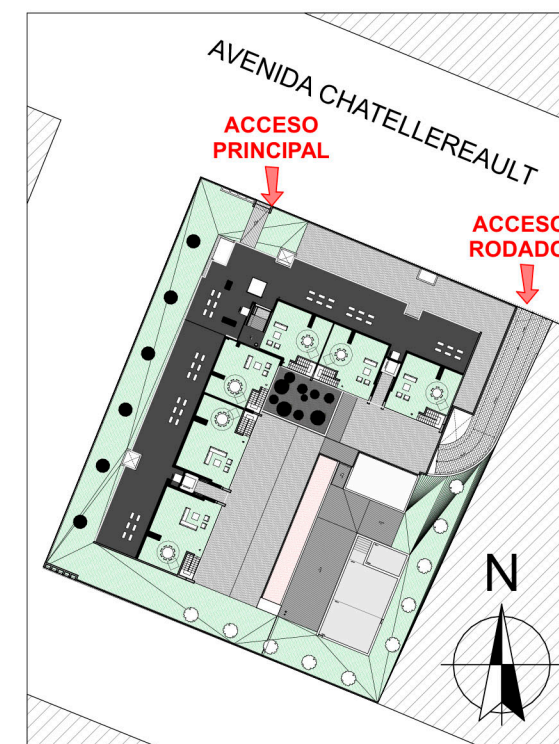 AVENIDA CHATELLEREAULT
ACCESO
PRINCIPAL
ACCESO
RODADO
N